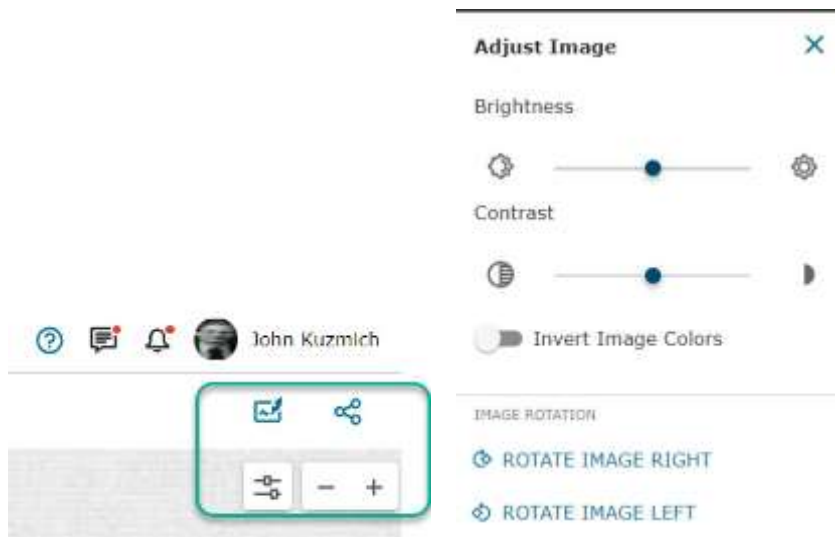 John Kuzmich
Adjust Image
Brightness
Contrast
Invert Image Colors
IMAGE ROTATION
ROTATE IMAGE RIGHT
ROTATE IMAGE LEFT